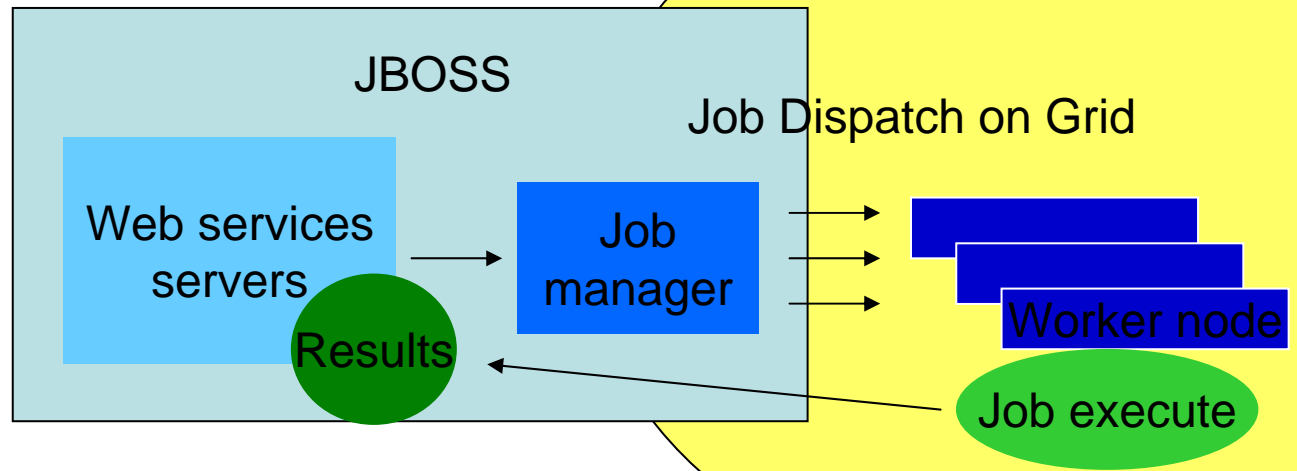 JBOSS
Job Dispatch on Grid
Web services
servers
Job
manager
Results
Worker node
Job execute